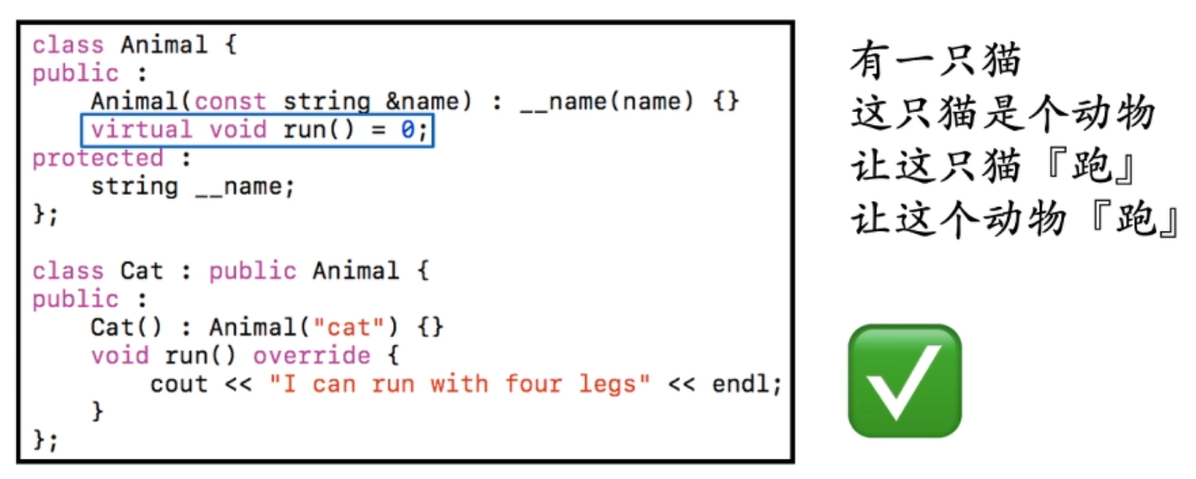 class Animal {
public :
    Animal(const string &name) : __name(name) {}
    virtual void run() = 0;
protected :
    string __name;
};
class Cat : public Animal {
public :
    Cat() : Animal("cat") {}
    void run() override {
        cout << "I can run with four legs" << endl;
    }
};
有一只猫
这只猫是个动物
让这只猫『跑』
让这个动物『跑』